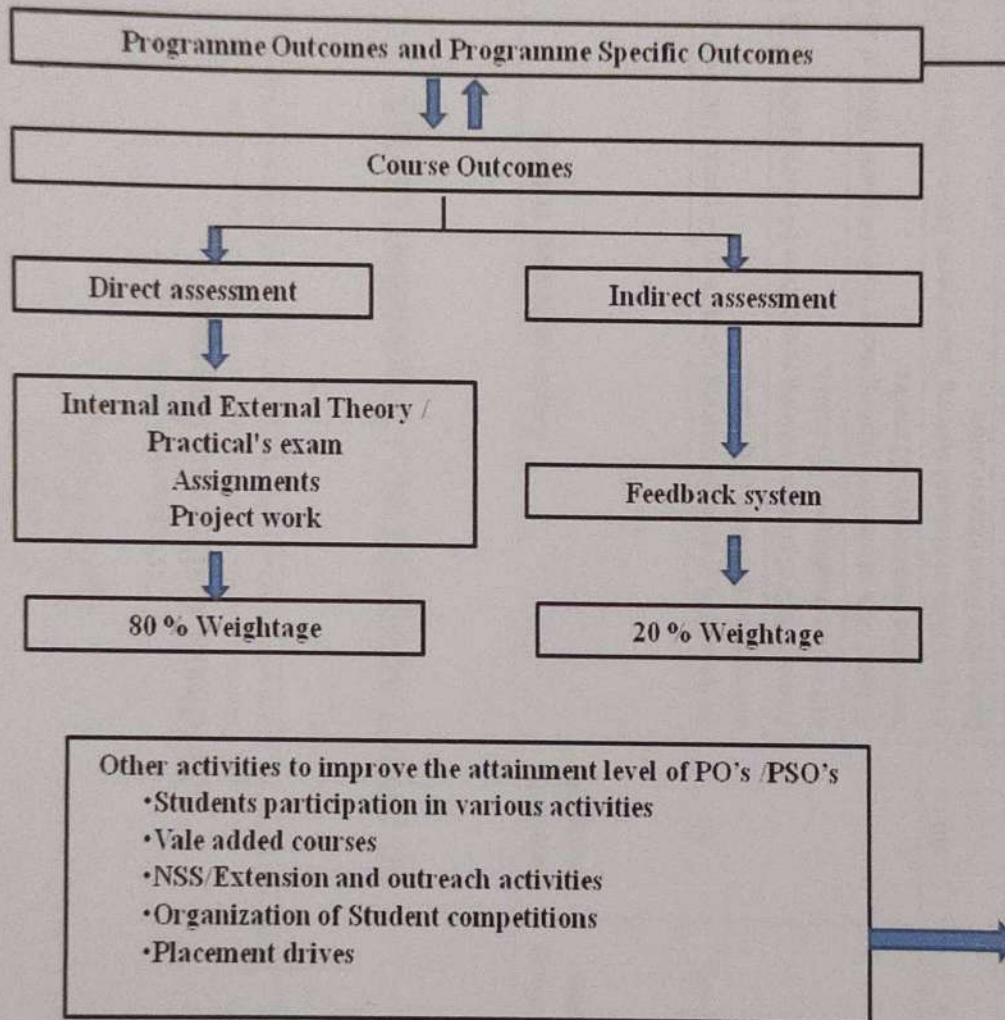 Programme Outcomes and Programme Specific Outcomes
Course Outcomes
Direct assessment
Indirect assessment
Internal and External Theory /
Practical's exam
Assignments
Project work
Feedback system
80 % Weightage
20 % Weightage
Other activities to improve the attainment level of PO's /PSO's
•Students participation in various activities
•Vale added courses
•NSS/Extension and outreach activities
•Organization of Student competitions
•Placement drives